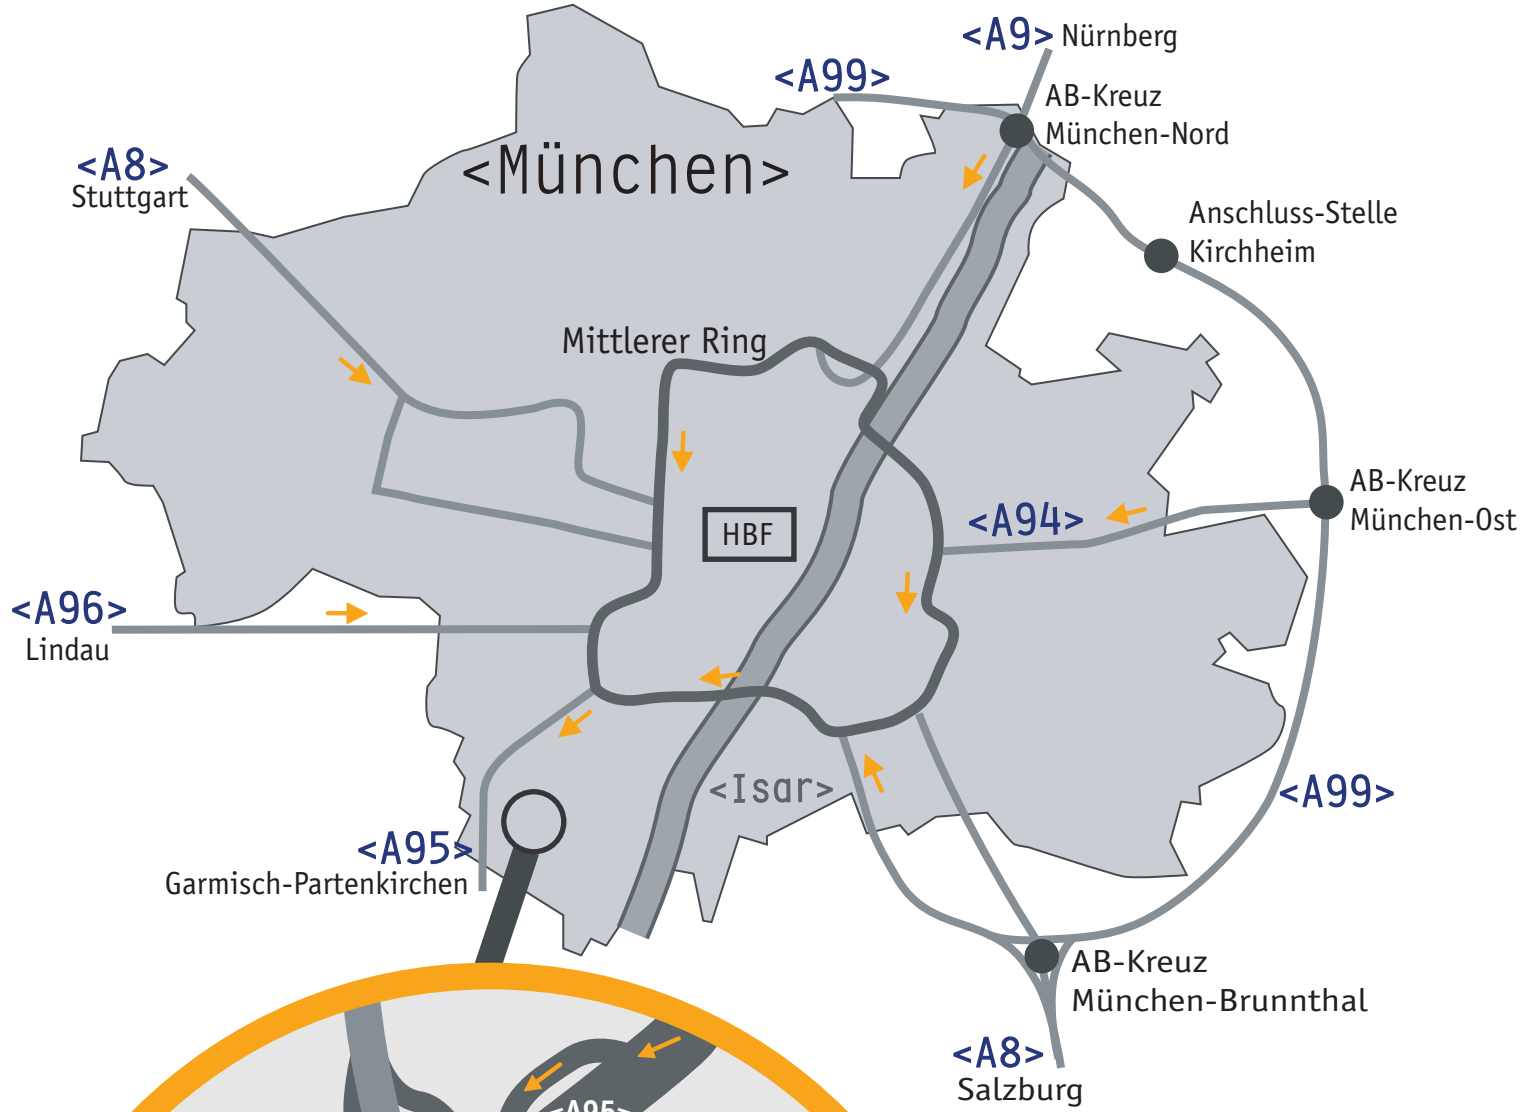 <A9> Nürnberg
<A99>
AB-Kreuz
München-Nord
<München>
<A8>
Stuttgart
Anschluss-Stelle
Kirchheim
Mittlerer Ring
AB-Kreuz
München-Ost
<A94>
HBF
<A96>
Lindau
<Isar>
<A99>
<A95>
Garmisch-Partenkirchen
AB-Kreuz
München-Brunnthal
<A8>
Salzburg
<A95>